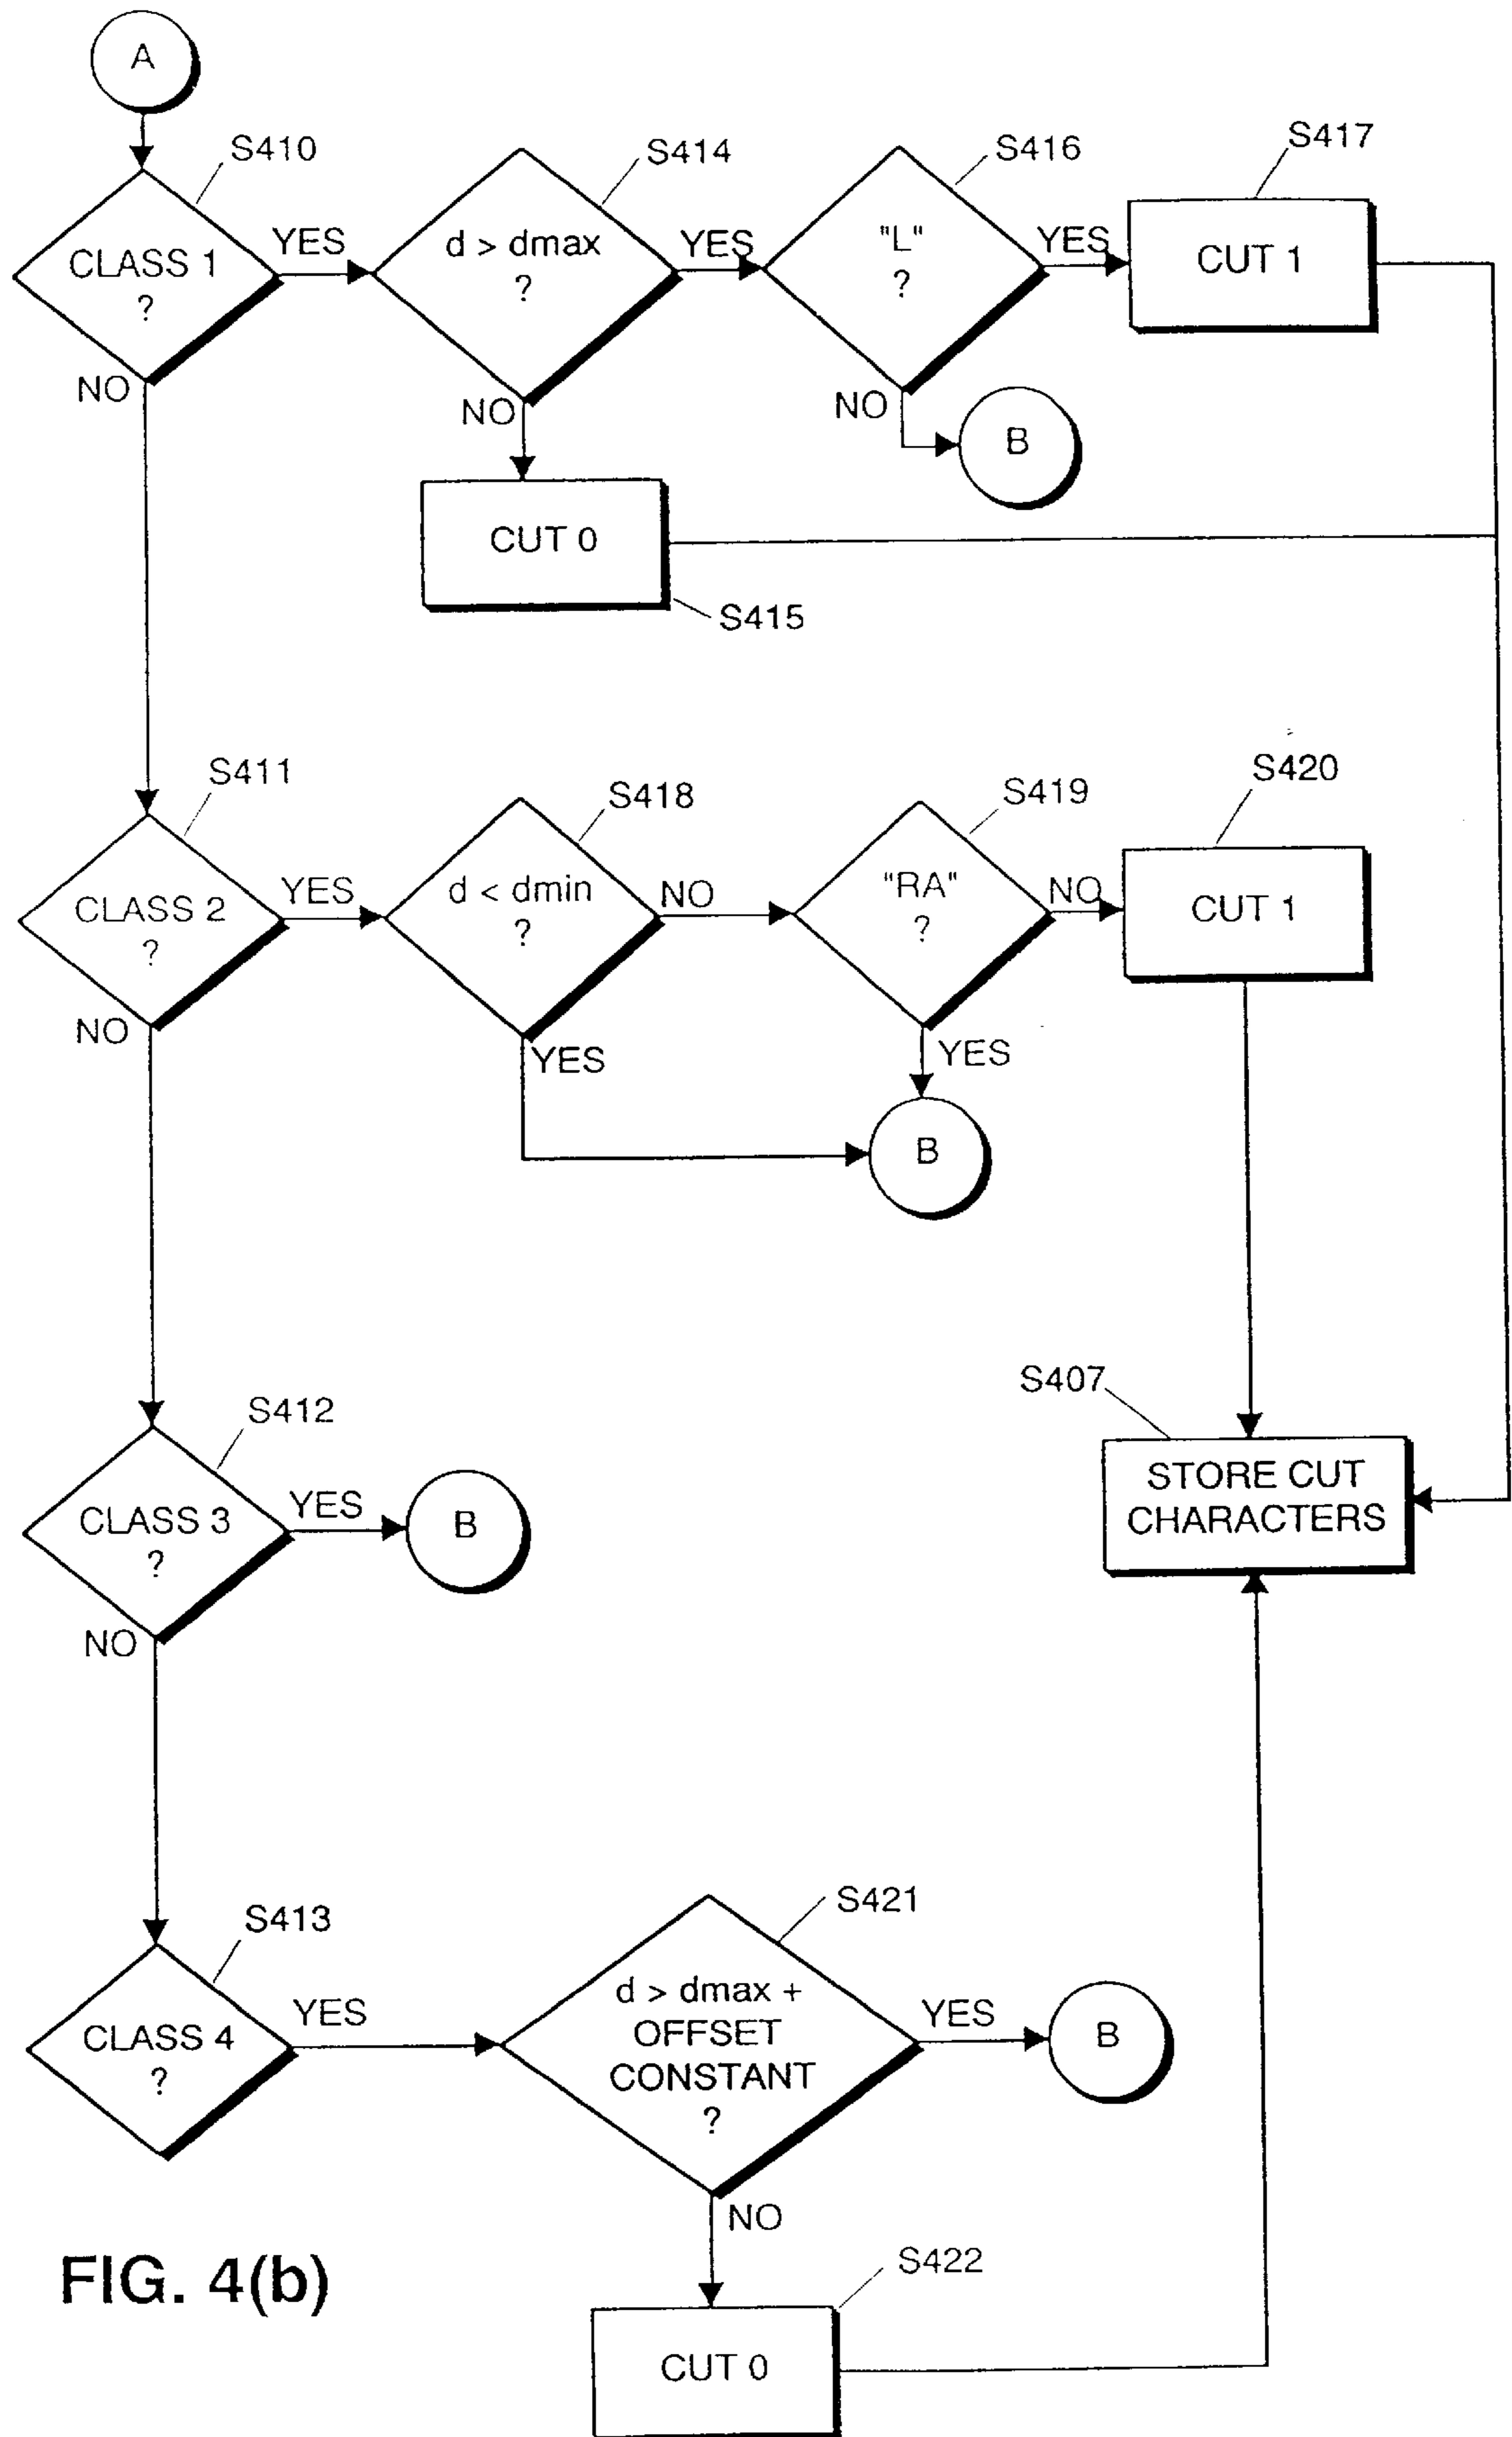 A
S410
CLASS 1
?
YES
NO
S414
d > dmax
?
YES
NO
S416
"L"
?
YES
NO
B
S417
CUT 1
CUT 0
S415
S411
CLASS 2
?
YES
NO
S418
d < dmin
?
NO
YES
S419
"RA"
?
NO
YES
B
S420
CUT 1
S407
STORE CUT
CHARACTERS
S412
CLASS 3
?
YES
B
NO
S413
CLASS 4
?
YES
S421
d > dmax +
OFFSET
CONSTANT
?
YES
B
NO
S422
CUT 0
FIG. 4(b)